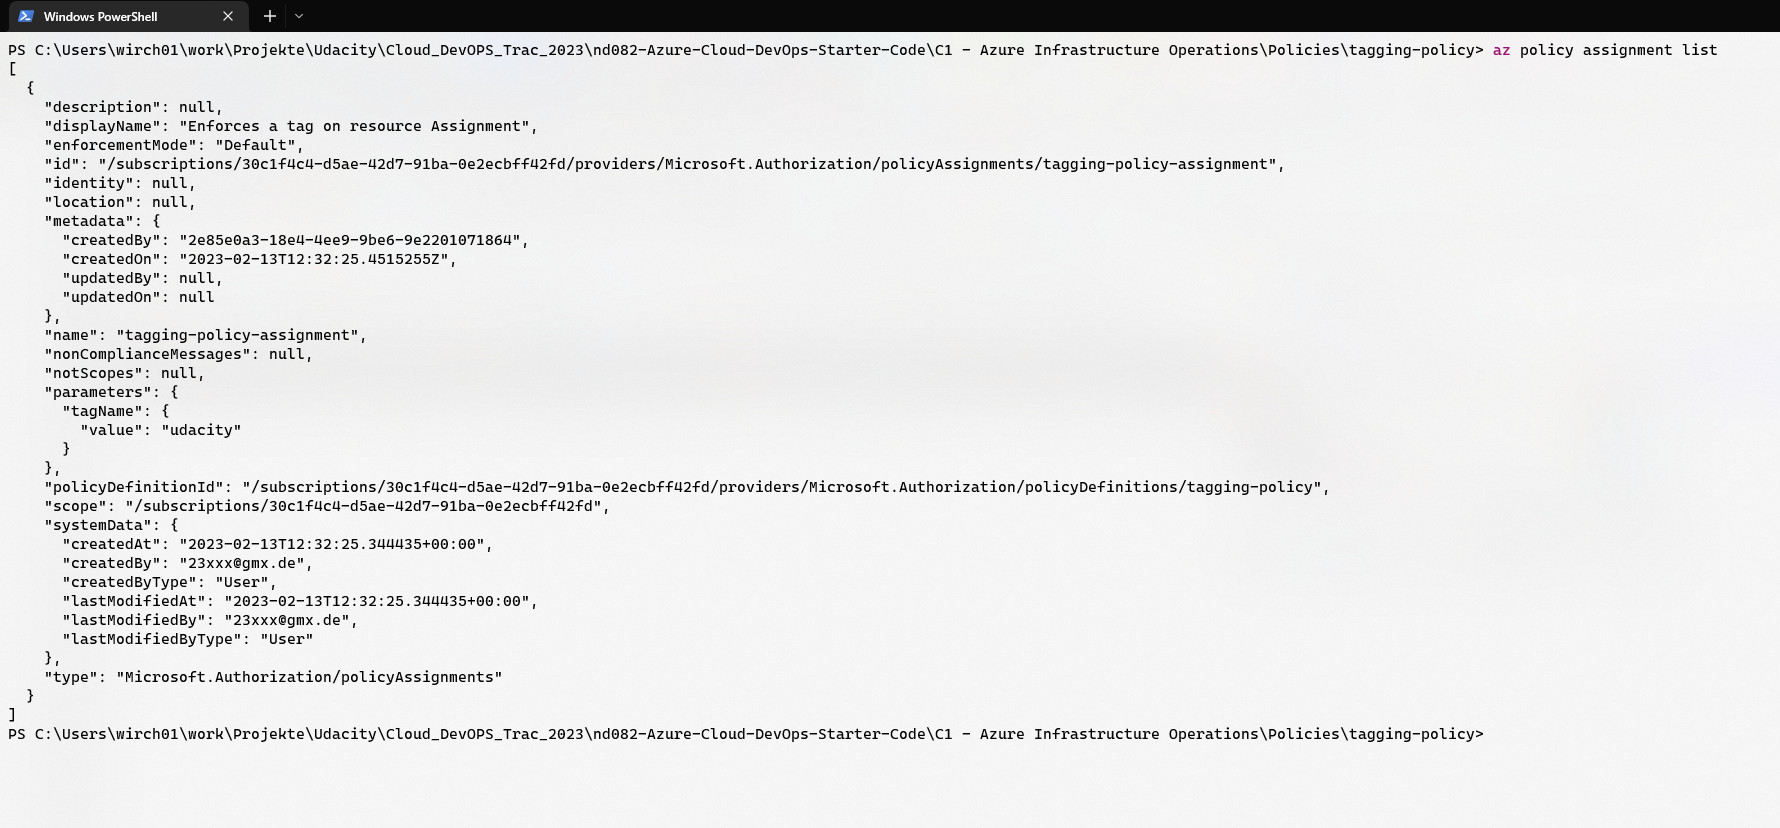 Windows PowerShell
PS C:\Users\wirch01\work\Projekte\Udacity\Cloud_DevOPS_Trac_2023\nd082-Azure-Cloud-DevOps-Starter-Code\C1 - Azure Infrastructure Operations\Policies\tagging-policy> az policy assignment list
[
  {
    "description": null,
    "displayName": "Enforces a tag on resource Assignment",
    "enforcementMode": "Default",
    "id": "/subscriptions/30c1f4c4-d5ae-42d7-91ba-0e2ecbff42fd/providers/Microsoft.Authorization/policyAssignments/tagging-policy-assignment",
    "identity": null,
    "location": null,
    "metadata": {
      "createdBy": "2e85e0a3-18e4-4ee9-9be6-9e2201071864",
      "createdOn": "2023-02-13T12:32:25.4515255Z",
      "updatedBy": null,
      "updatedOn": null
    },
    "name": "tagging-policy-assignment",
    "nonComplianceMessages": null,
    "notScopes": null,
    "parameters": {
      "tagName": {
        "value": "udacity"
      }
    },
    "policyDefinitionId": "/subscriptions/30c1f4c4-d5ae-42d7-91ba-0e2ecbff42fd/providers/Microsoft.Authorization/policyDefinitions/tagging-policy",
    "scope": "/subscriptions/30c1f4c4-d5ae-42d7-91ba-0e2ecbff42fd",
    "systemData": {
      "createdAt": "2023-02-13T12:32:25.344435+00:00",
      "createdBy": "23xxx@gmx.de",
      "createdByType": "User",
      "lastModifiedAt": "2023-02-13T12:32:25.344435+00:00",
      "lastModifiedBy": "23xxx@gmx.de",
      "lastModifiedByType": "User"
    },
    "type": "Microsoft.Authorization/policyAssignments"
  }
]
PS C:\Users\wirch01\work\Projekte\Udacity\Cloud_DevOPS_Trac_2023\nd082-Azure-Cloud-DevOps-Starter-Code\C1 - Azure Infrastructure Operations\Policies\tagging-policy>